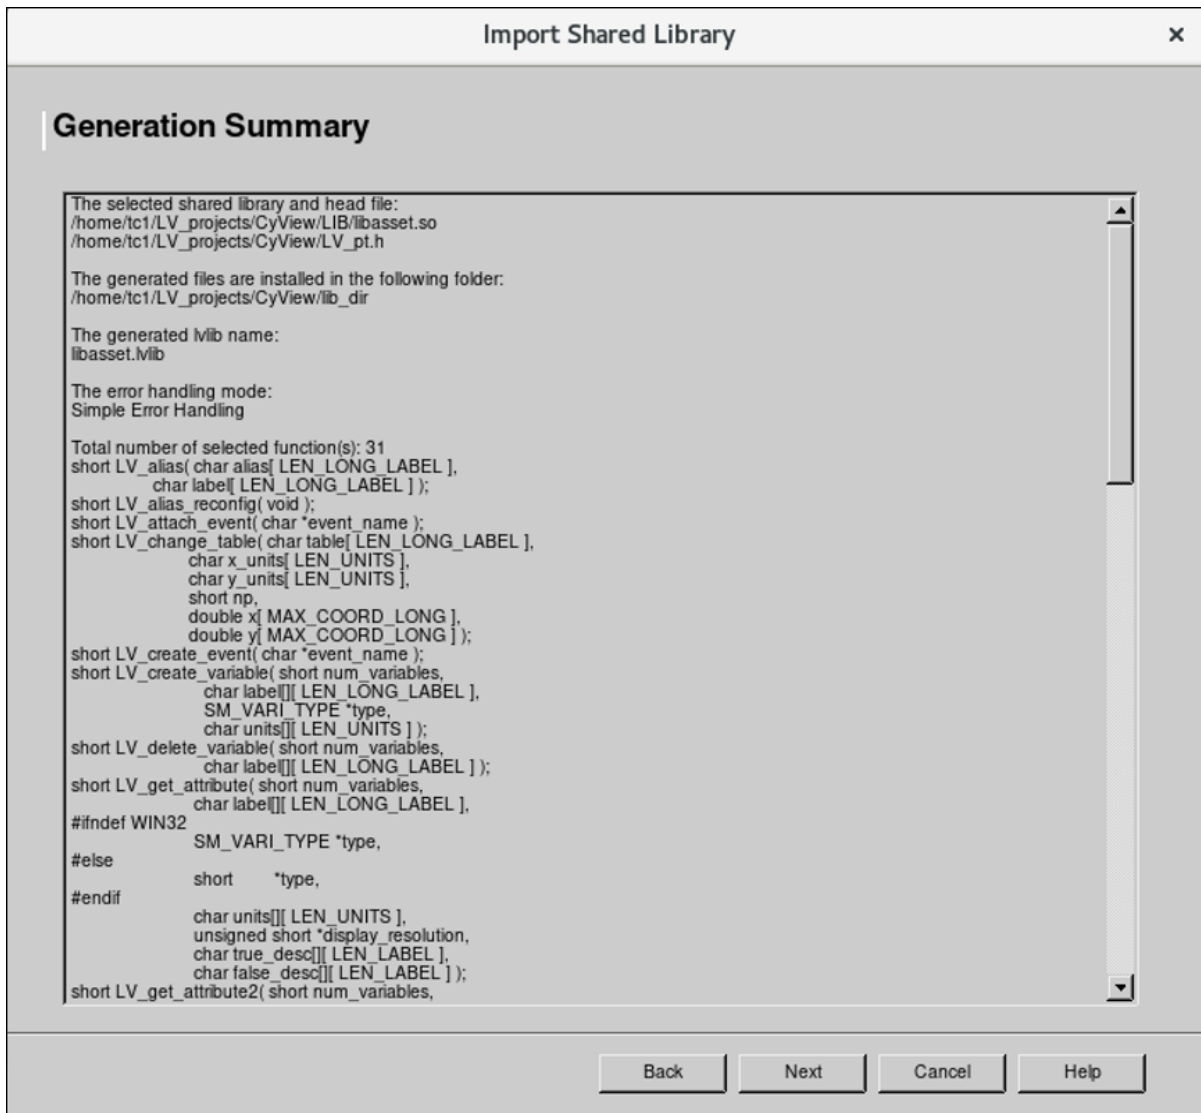 Import Shared Library ×
Generation Summary
The selected shared library and head file:
/home/tc1/LV_projects/CyView/LIB/libasset.so
/home/tc1/LV_projects/CyView/LV_pt.h
The generated files are installed in the following folder:
/home/tc1/LV_projects/CyView/lib_dir
The generated lvlib name:
libasset.lvlib
The error handling mode:
Simple Error Handling
Total number of selected function(s): 31
short LV_alias( char alias[ LEN_LONG_LABEL ],
char label[ LEN_LONG_LABEL ] );
short LV_alias_reconfig( void );
short LV_attach_event( char *event_name );
short LV_change_table( char table[ LEN_LONG_LABEL ],
char x_units[ LEN_UNITS ],
char y_units[ LEN_UNITS ],
short np,
double x[ MAX_COORD_LONG ],
double y[ MAX_COORD_LONG ] );
short LV_create_event( char *event_name );
short LV_create_variable( short num_variables,
char label[][ LEN_LONG_LABEL ],
SM_VARI_TYPE *type,
char units[][ LEN_UNITS ] );
short LV_delete_variable( short num_variables,
char label[][ LEN_LONG_LABEL ] );
short LV_get_attribute( short num_variables,
char label[][ LEN_LONG_LABEL ],
#ifndef WIN32
SM_VARI_TYPE *type,
#else
short *type,
#endif
char units[][ LEN_UNITS ],
unsigned short *display_resolution,
char true_desc[][ LEN_LABEL ],
char false_desc[][ LEN_LABEL ] );
short LV_get_attribute2( short num_variables,
Back Next Cancel Help